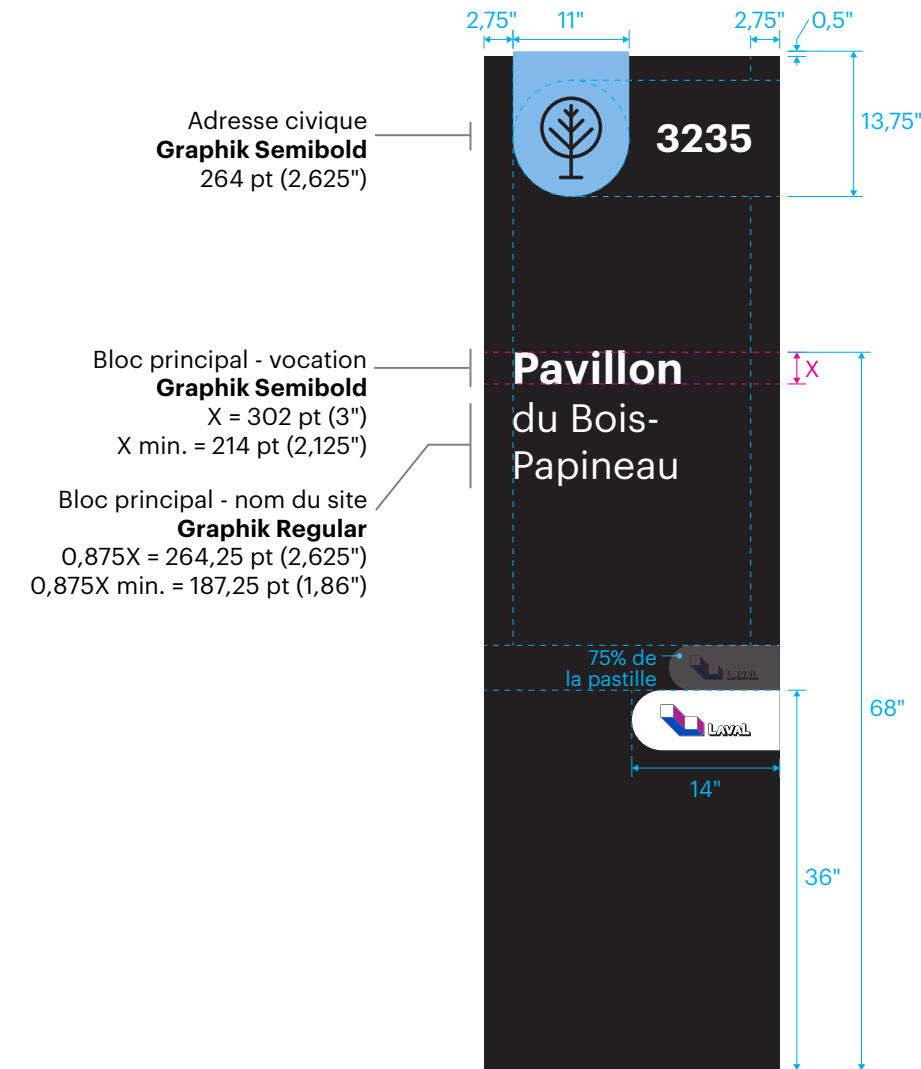 2,75"
11"
2,75"
0,5"
13,75"
Adresse civique
Graphik Semibold
264 pt (2,625")
3235
Bloc principal - vocation
Graphik Semibold
X = 302 pt (3")
X min. = 214 pt (2,125")
Pavillon
du Bois-
Papineau
X
Bloc principal - nom du site
Graphik Regular
0,875X = 264,25 pt (2,625")
0,875X min. = 187,25 pt (1,86")
75% de
la pastille
LAVAL
LAVAL
68"
14"
36"